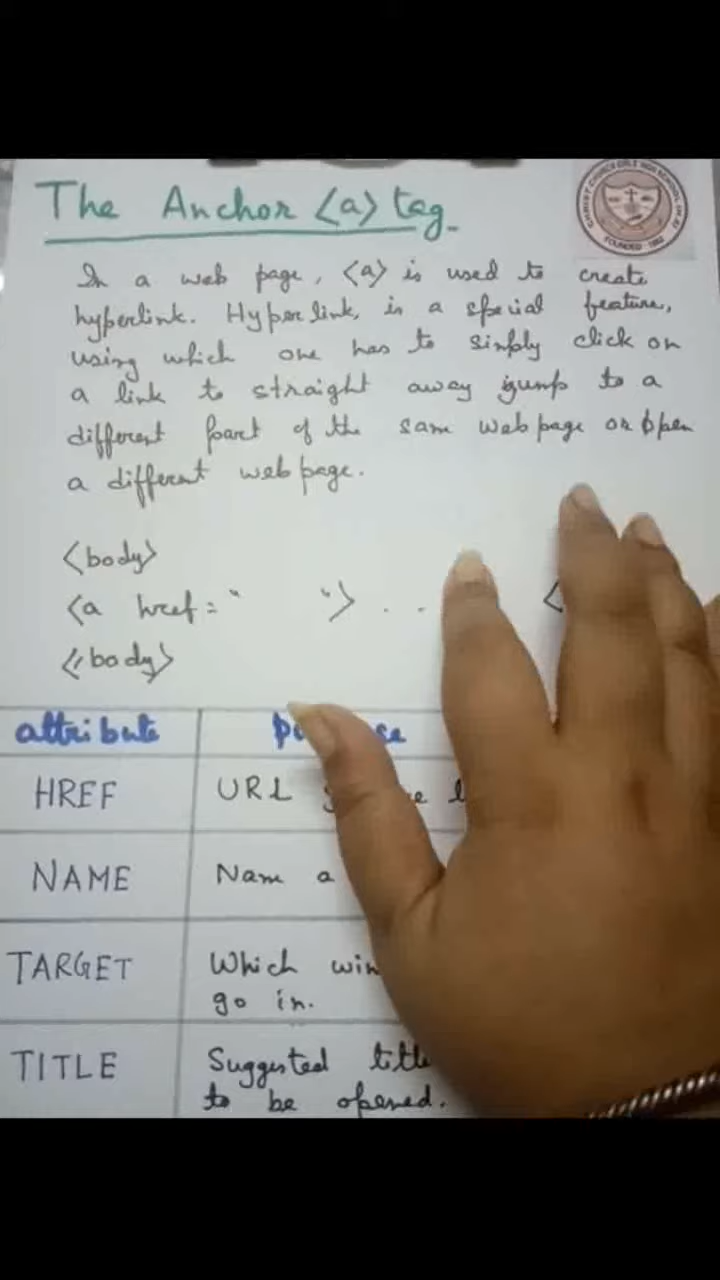 The Anchor <a> tag
In a web page, <a> is used to create
hyperlink. Hyperlink, is a special feature,
using which one has to simply click on
a link to straight away jump to a
different part of the same web page or open
a different web page.
<body>
<a href = " "> . . <
</body>
attribute
HREF URL
NAME Name a
TARGET Which
go in.
TITLE Suggested
to be opened.
FOUNDED